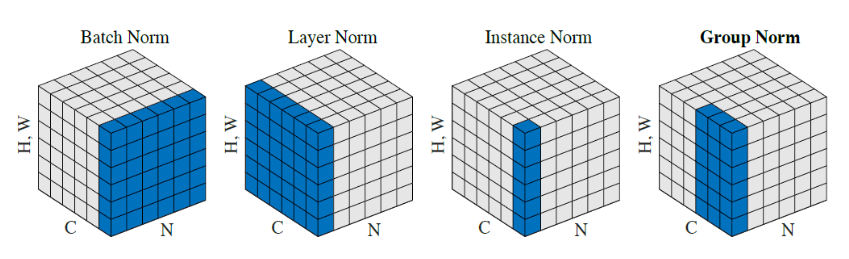 Batch Norm
Layer Norm
Instance Norm
Group Norm
H, W
C
N
H, W
C
N
H, W
C
N
H, W
C
N